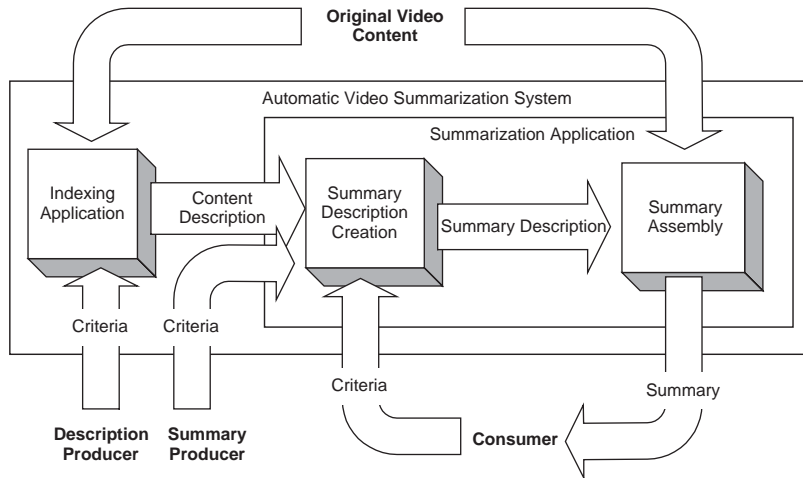 Original Video
Content
Automatic Video Summarization System
Summarization Application
Indexing
Application
Content
Description
Summary
Description
Creation
Summary Description
Summary
Assembly
Criteria
Criteria
Criteria
Summary
Description
Producer
Summary
Producer
Consumer